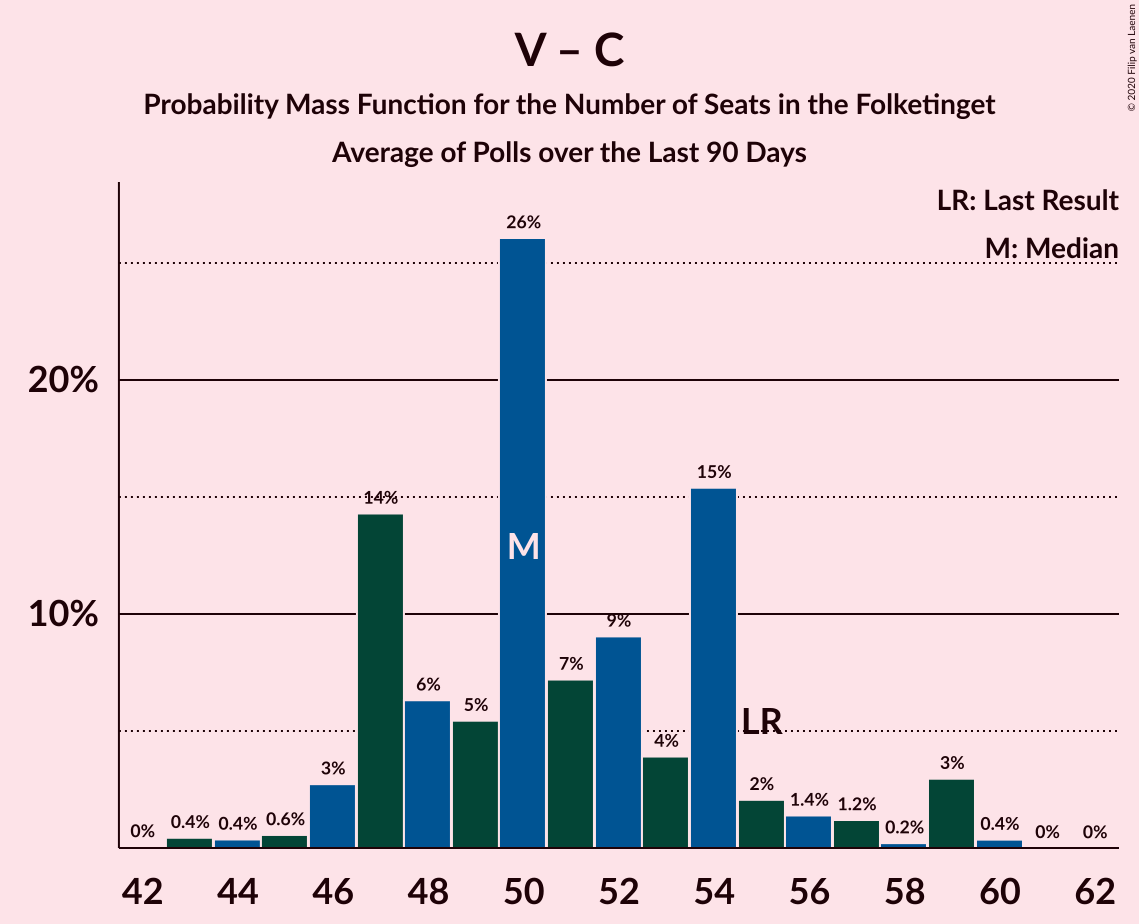 V – C
Probability Mass Function for the Number of Seats in the Folketinget
Average of Polls over the Last 90 Days
© 2020 Filip van Laenen
LR: Last Result
M: Median
20%
10%
0%
0.4%
0.4%
0.6%
3%
14%
6%
5%
26%
M
7%
9%
4%
15%
LR
2%
1.4%
1.2%
0.2%
3%
0.4%
0%
0%
42 44 46 48 50 52 54 56 58 60 62